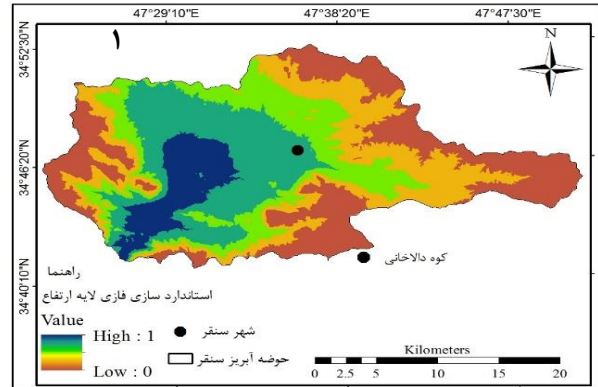 47°29'10"E 47°38'20"E 47°47'30"E
۱
N
34°52'30"N
34°46'20"N
34°40'10"N
کوه دالاخانی
راهنما
استاندارد سازی فازی لایه ارتفاع
Value
High : 1
Low : 0
شهر سنقر
حوضه آبریز سنقر
Kilometers
0 1.5 2.5 5 10 15 20